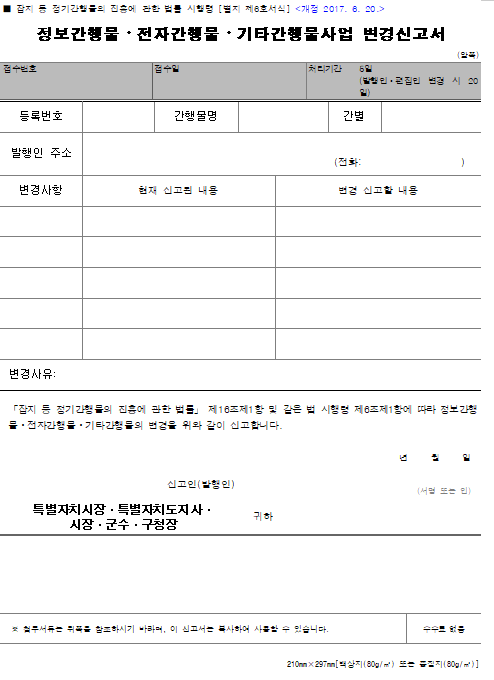 ■ 잡지 등 정기간행물의 진흥에 관한 법률 시행령 [별지 제6호서식] <개정 2017. 6. 20.>
정보간행물ㆍ전자간행물ㆍ기타간행물사업 변경신고서
(앞쪽)
접수번호 접수일 처리기간 6일
(발행인ㆍ편집인 변경 시 20
일)
등록번호 간행물명 간별
발행인 주소
(전화: )
변경사항 현재 신고된 내용 변경 신고할 내용
변경사유:
「잡지 등 정기간행물의 진흥에 관한 법률」 제16조제1항 및 같은 법 시행령 제6조제1항에 따라 정보간행
물ㆍ전자간행물ㆍ기타간행물의 변경을 위와 같이 신고합니다.
년 월 일
신고인(발행인)
(서명 또는 인)
특별자치시장ㆍ특별자치도지사ㆍ
시장ㆍ군수ㆍ구청장
귀하
※ 첨부서류는 뒤쪽을 참조하시기 바라며, 이 신고서는 복사하여 사용할 수 있습니다. 수수료 없음
210㎜×297㎜[백상지(80g/㎡) 또는 중질지(80g/㎡)]